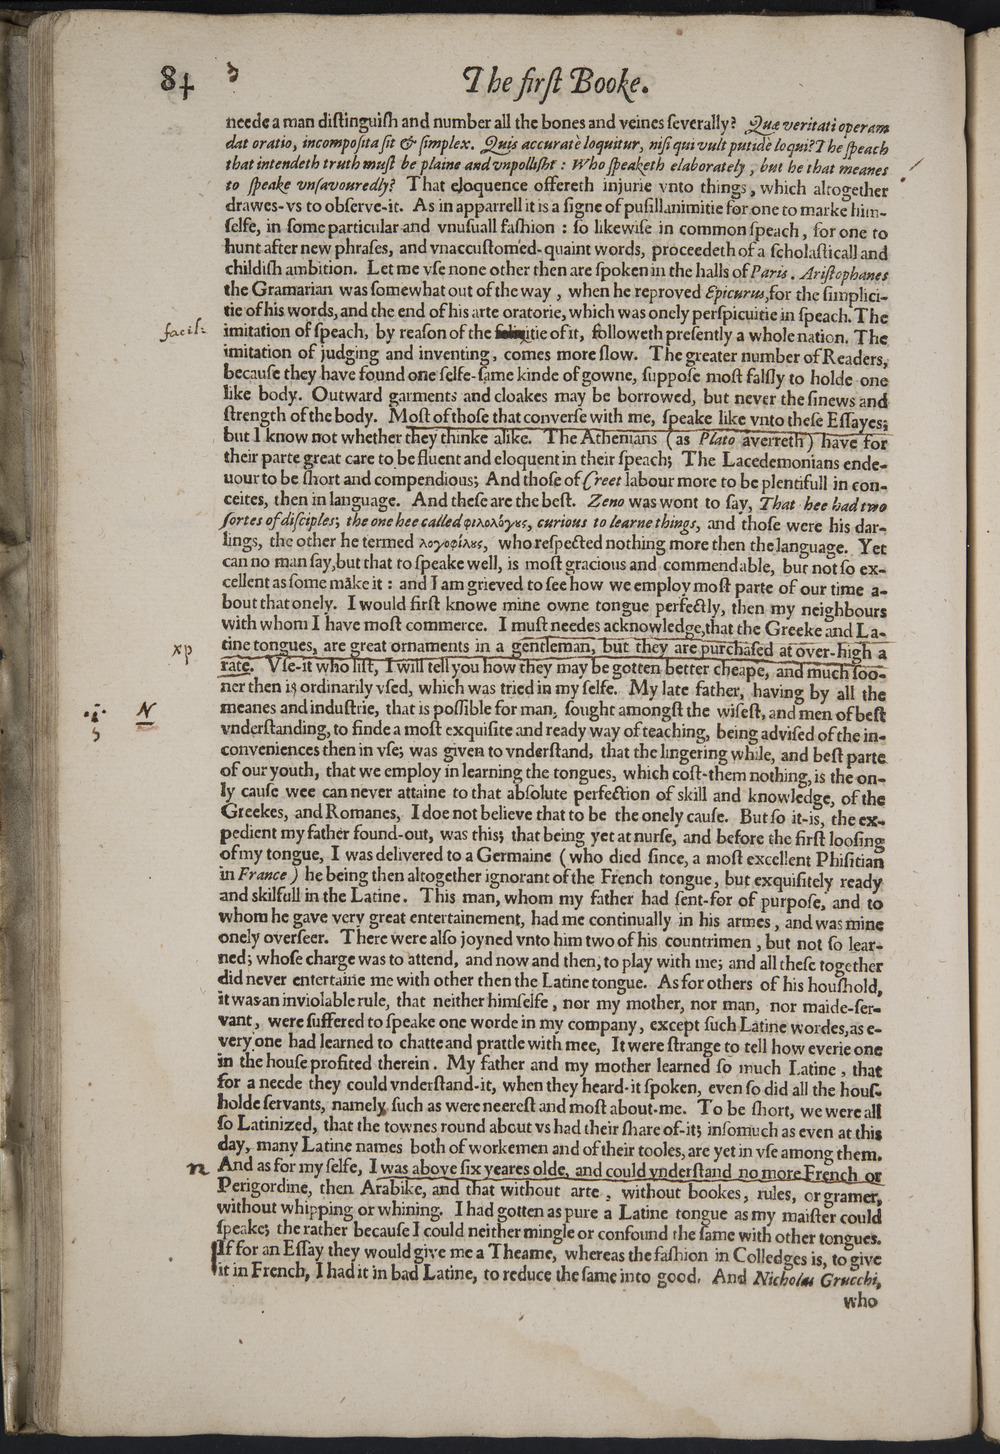 84
The firſt Booke.
neede a man diſtinguiſh and number all the bones and veines ſeverally? Quæ veritati operam
dat oratio, incompoſita ſit & ſimplex. Quis accuratè loquitur, niſi qui vult putidè loqui? The ſpeach
that intendeth truth muſt be plaine and vnpolliſht : Who ſpeaketh elaborately, but he that meanes
to ſpeake vnſavouredly? That eloquence offereth injurie vnto things, which altogether
drawes-vs to obſerve-it. As in apparrell it is a ſigne of puſillanimitie for one to marke him-
ſelfe, in ſome particular and vnuſuall faſhion : ſo likewiſe in common ſpeach, for one to
hunt after new phraſes, and vnaccuſtomed-quaint words, proceedeth of a ſcholaſticall and
childiſh ambition. Let me vſe none other then are ſpoken in the halls of Paris. Ariſtophanes
the Gramarian was ſomewhat out of the way, when he reproved Epicurus, for the ſimplici-
tie of his words, and the end of his arte oratorie, which was onely perſpicuitie in ſpeach. The
facili
imitation of ſpeach, by reaſon of the itie of it, followeth preſently a whole nation. The
imitation of judging and inventing, comes more ſlow. The greater number of Readers,
becauſe they have found one ſelfe-ſame kinde of gowne, ſuppoſe moſt falſly to holde one
like body. Outward garments and cloakes may be borrowed, but never the ſinews and
ſtrength of the body. Moſt of thoſe that converſe with me, ſpeake like vnto theſe Eſſayes;
but I know not whether they thinke alike. The Athenians (as Plato averreth) have for
their parte great care to be fluent and eloquent in their ſpeach; The Lacedemonians ende-
uour to be ſhort and compendious; And thoſe of Creet labour more to be plentifull in con-
ceites, then in language. And theſe are the beſt. Zeno was wont to ſay, That hee had two
ſortes of diſciples; the one hee called φιλολόγυς, curious to learne things, and thoſe were his dar-
lings, the other he termed λογοφίλυς, who reſpected nothing more then the language. Yet
can no man ſay, but that to ſpeake well, is moſt gracious and commendable, but not ſo ex-
cellent as ſome make it : and I am grieved to ſee how we employ moſt parte of our time a-
bout that onely. I would firſt knowe mine owne tongue perfectly, then my neighbours
with whom I have moſt commerce. I muſt needes acknowledge, that the Greeke and La-
xp
tine tongues, are great ornaments in a gentleman, but they are purchaſed at over-high a
rate. Vſe-it who liſt, I will tell you how they may be gotten better cheape, and much ſoo-
ner then is ordinarily vſed, which was tried in my ſelfe. My late father, having by all the
N
meanes and induſtrie, that is poſſible for man, ſought amongſt the wiſeſt, and men of beſt
vnderſtanding, to finde a moſt exquiſite and ready way of teaching, being adviſed of the in-
conveniences then in vſe; was given to vnderſtand, that the lingering while, and beſt parte
of our youth, that we employ in learning the tongues, which coſt-them nothing, is the on-
ly cauſe wee can never attaine to that abſolute perfection of skill and knowledge, of the
Greekes, and Romanes, I doe not believe that to be the onely cauſe. But ſo it-is, the ex-
pedient my father found-out, was this; that being yet at nurſe, and before the firſt looſing
of my tongue, I was delivered to a Germaine (who died ſince, a moſt excellent Phiſitian
in France) he being then altogether ignorant of the French tongue, but exquiſitely ready
and skilfull in the Latine. This man, whom my father had ſent-for of purpoſe, and to
whom he gave very great entertainement, had me continually in his armes, and was mine
onely overſeer. There were alſo joyned vnto him two of his countrimen, but not ſo lear-
ned; whoſe charge was to attend, and now and then, to play with me; and all theſe together
did never entertaine me with other then the Latine tongue. As for others of his houſhold,
it was an inviolable rule, that neither himſelfe, nor my mother, nor man, nor maide-ſer-
vant, were ſuffered to ſpeake one worde in my company, except ſuch Latine wordes, as e-
very one had learned to chatte and prattle with mee, It were ſtrange to tell how everie one
in the houſe profited therein. My father and my mother learned ſo much Latine, that
for a neede they could vnderſtand-it, when they heard-it ſpoken, even ſo did all the houſ-
holde ſervants, namely ſuch as were neereſt and moſt about-me. To be ſhort, we were all
ſo Latinized, that the townes round about vs had their ſhare of-it; inſomuch as even at this
day, many Latine names both of workemen and of their tooles, are yet in vſe among them.
n
And as for my ſelfe, I was above ſix yeares olde, and could vnderſtand no more French or
Perigordine, then Arabike, and that without arte, without bookes, rules, or gramer,
without whipping or whining. I had gotten as pure a Latine tongue as my maiſter could
ſpeake; the rather becauſe I could neither mingle or confound the ſame with other tongues.
If for an Eſſay they would give me a Theame, whereas the faſhion in Colledges is, to give
it in French, I had it in bad Latine, to reduce the ſame into good. And Nicholas Grucchi,
who